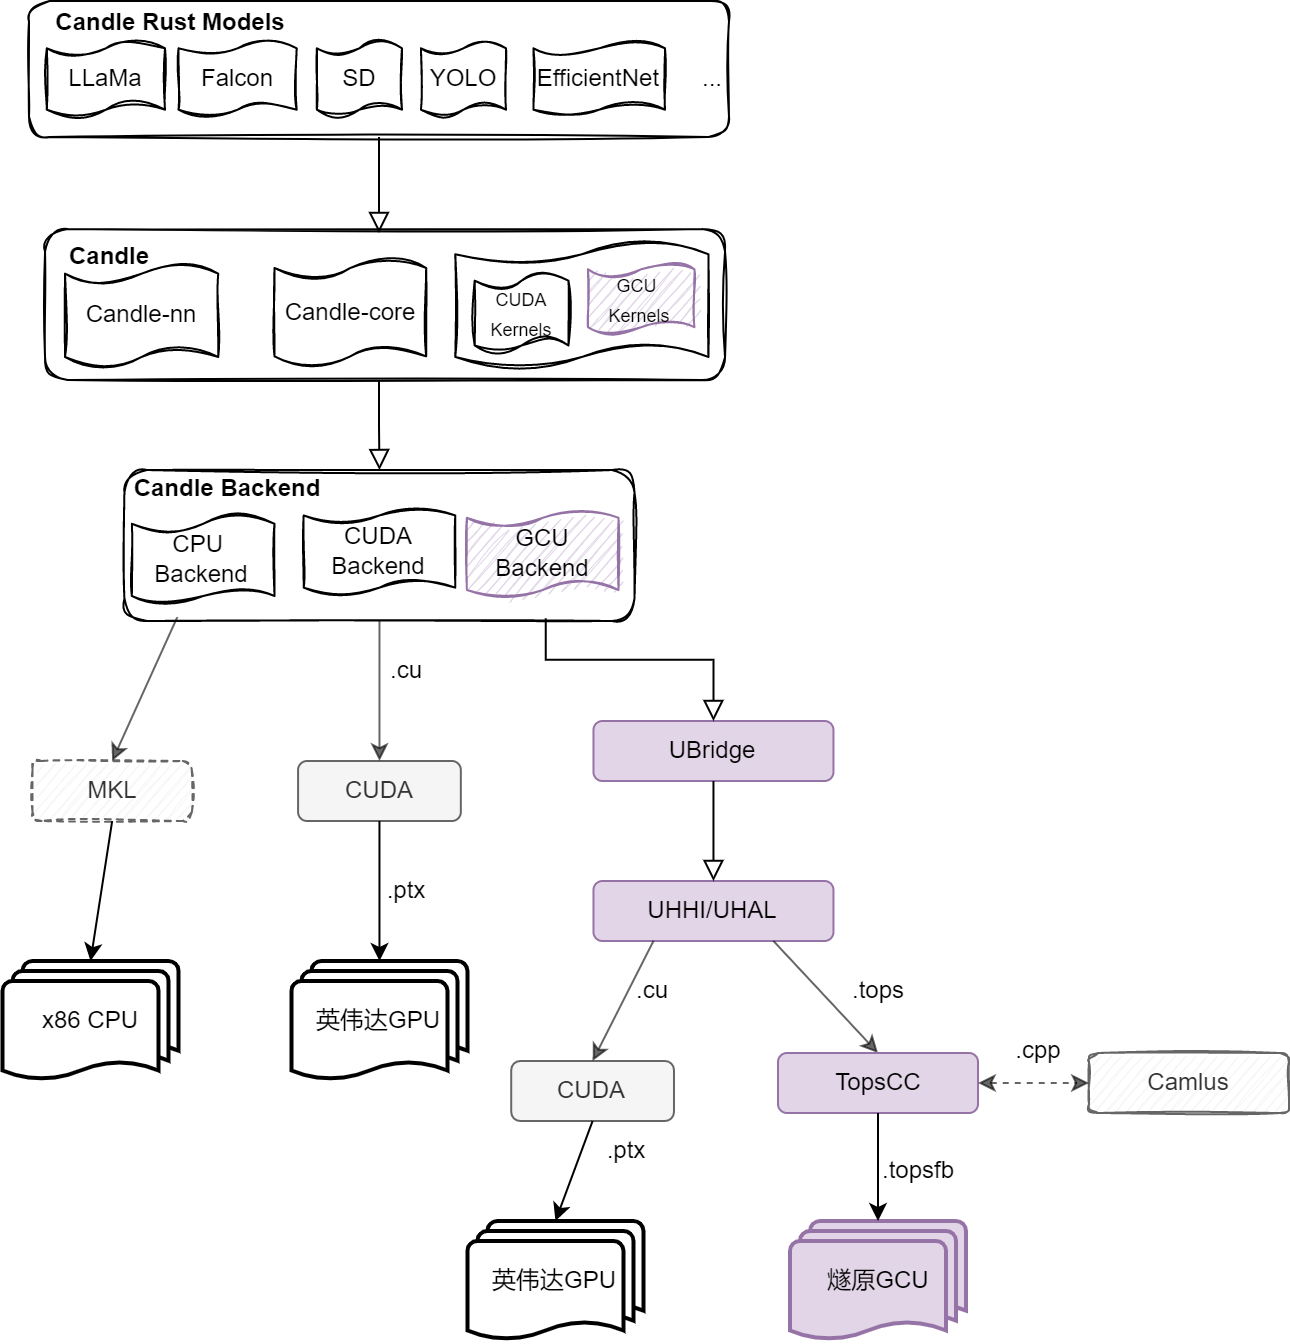 Candle Rust Models
LLaMa
Falcon
SD
YOLO
EfficientNet
...
Candle
Candle-nn
Candle-core
CUDA
Kernels
GCU
Kernels
Candle Backend
CPU
Backend
CUDA
Backend
GCU
Backend
.cu
UBridge
MKL
CUDA
.ptx
UHHI/UHAL
x86 CPU
英伟达GPU
.cu
.tops
.cpp
CUDA
TopsCC
Camlus
.ptx
.topsfb
英伟达GPU
燧原GCU